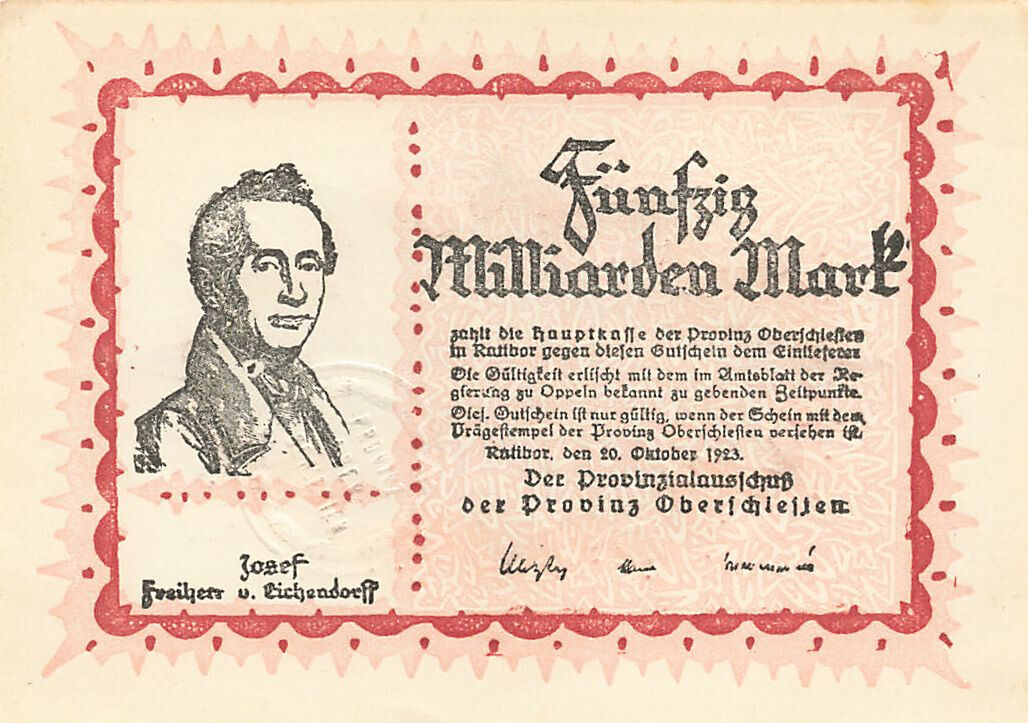 Fünfzig
Milliarden Mark
zahlt die Hauptkasse der Provinz Oberschlesien
in Ratibor gegen diesen Gutschein dem Einlieferer
Die Gültigkeit erlischt mit dem im Amtsblatt der Re-
gierung zu Oppeln bekannt zu gebenden Zeitpunkte.
Dies. Gutschein ist nur gültig, wenn der Schein mit dem
Prägestempel der Provinz Oberschlesien versehen ist.
Ratibor, den 20. Oktober 1923.
Der Provinzialausschuß
der Provinz Oberschlesien
Josef
Freiherr v. Eichendorff